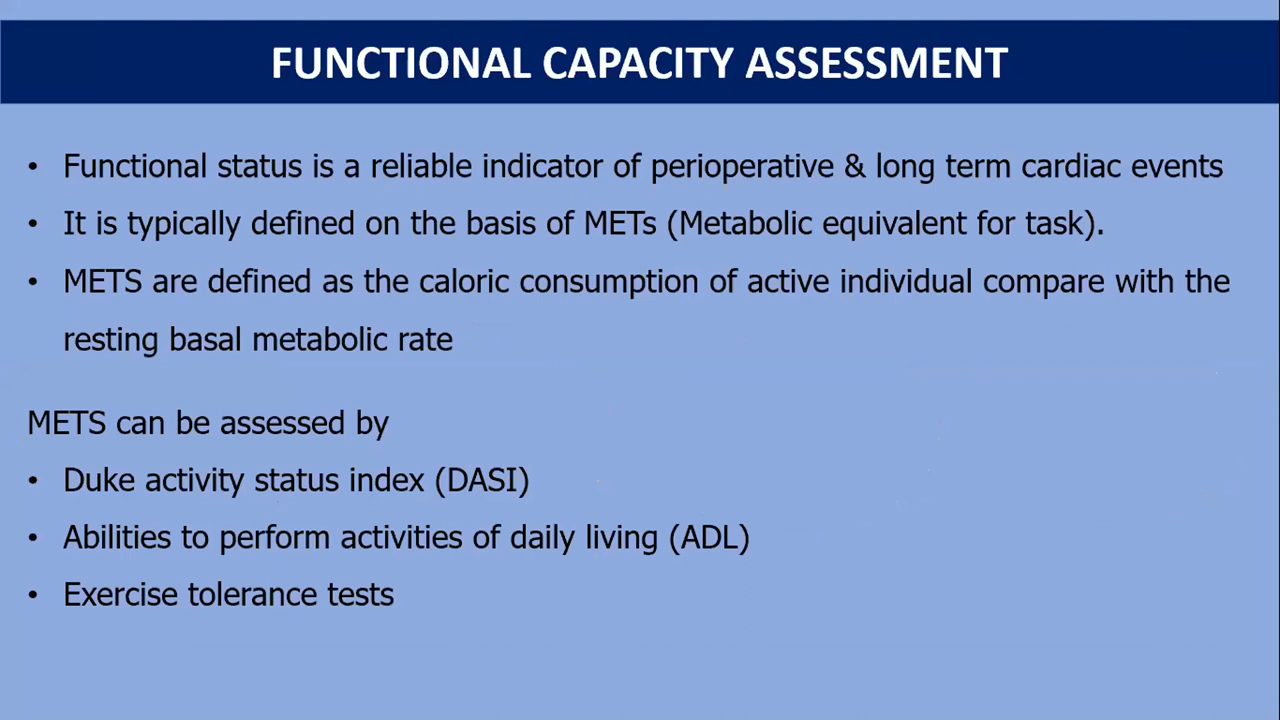 FUNCTIONAL CAPACITY ASSESSMENT
• Functional status is a reliable indicator of perioperative & long term cardiac events
• It is typically defined on the basis of METs (Metabolic equivalent for task).
• METS are defined as the caloric consumption of active individual compare with the
resting basal metabolic rate
METS can be assessed by
• Duke activity status index (DASI)
• Abilities to perform activities of daily living (ADL)
• Exercise tolerance tests